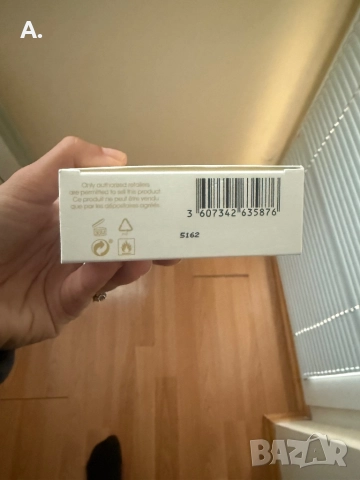 A.
Only authorized retailers
are permitted to sell this product.
Ce produit ne peut être vendu
que par les dépositaires agréés.
3 607342 635876
5162
BAZAR